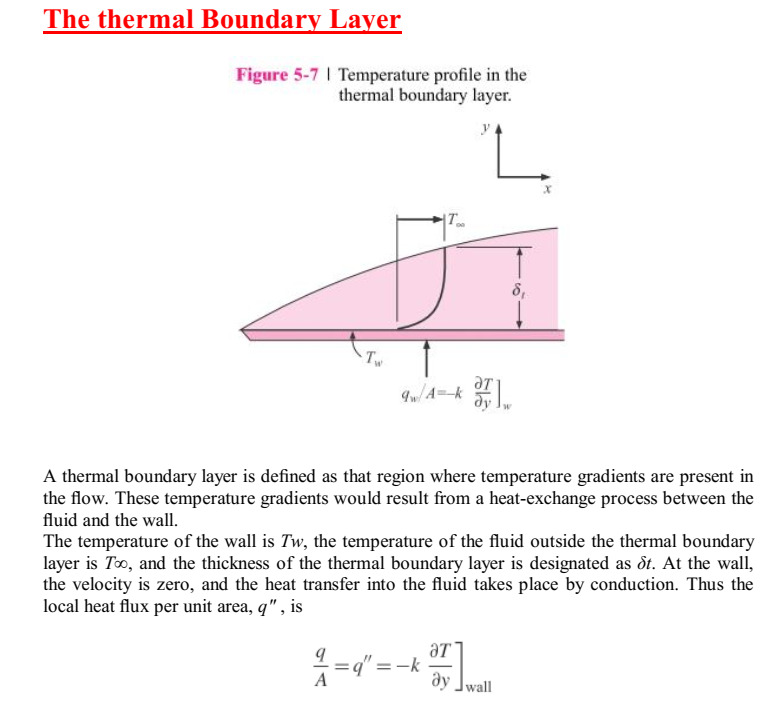 The thermal Boundary Layer
Figure 5-7 | Temperature profile in the
thermal boundary layer.
y
x
T∞
δt
Tw
qw/A=–k ∂T/∂y]w
A thermal boundary layer is defined as that region where temperature gradients are present in
the flow. These temperature gradients would result from a heat-exchange process between the
fluid and the wall.
The temperature of the wall is Tw, the temperature of the fluid outside the thermal boundary
layer is T∞, and the thickness of the thermal boundary layer is designated as δt. At the wall,
the velocity is zero, and the heat transfer into the fluid takes place by conduction. Thus the
local heat flux per unit area, q″ , is
q/A = q″ = –k ∂T/∂y]wall